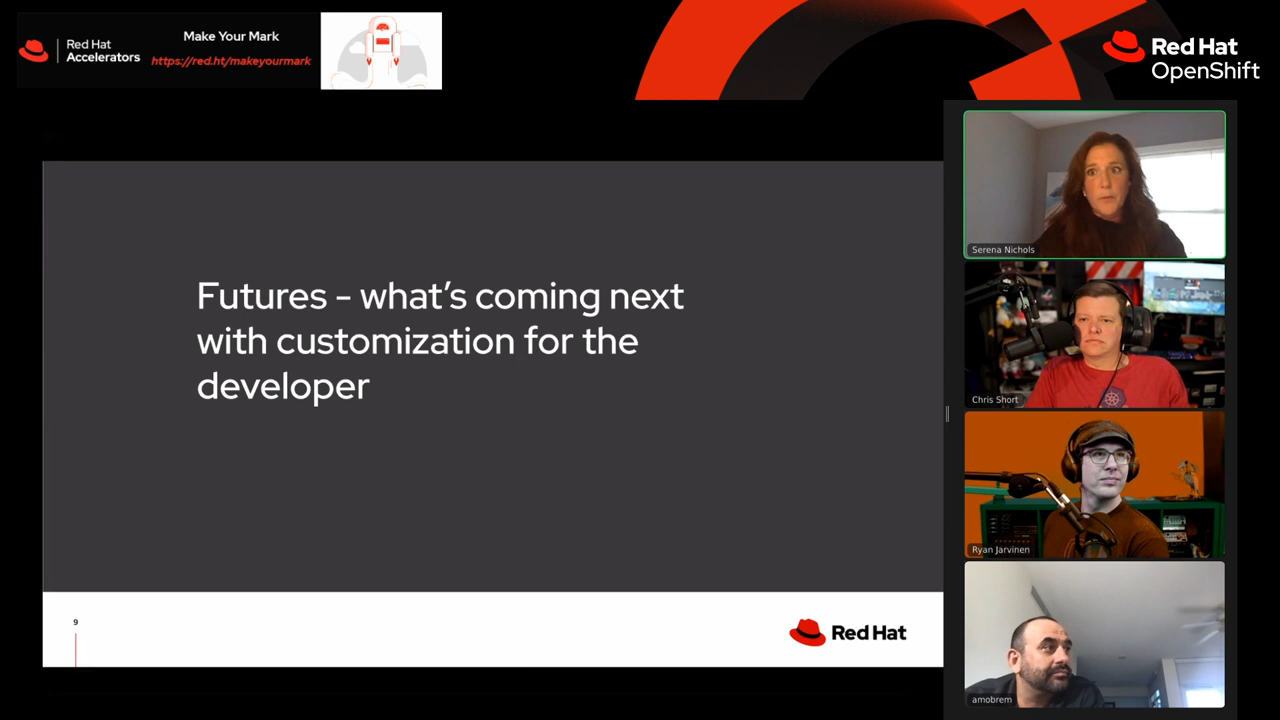 Red Hat
Accelerators
Make Your Mark
https://red.ht/makeyourmark
Red Hat
OpenShift
Futures - what's coming next
with customization for the
developer
9
Red Hat
Serena Nichols
Chris Short
Ryan Jarvinen
amobrem